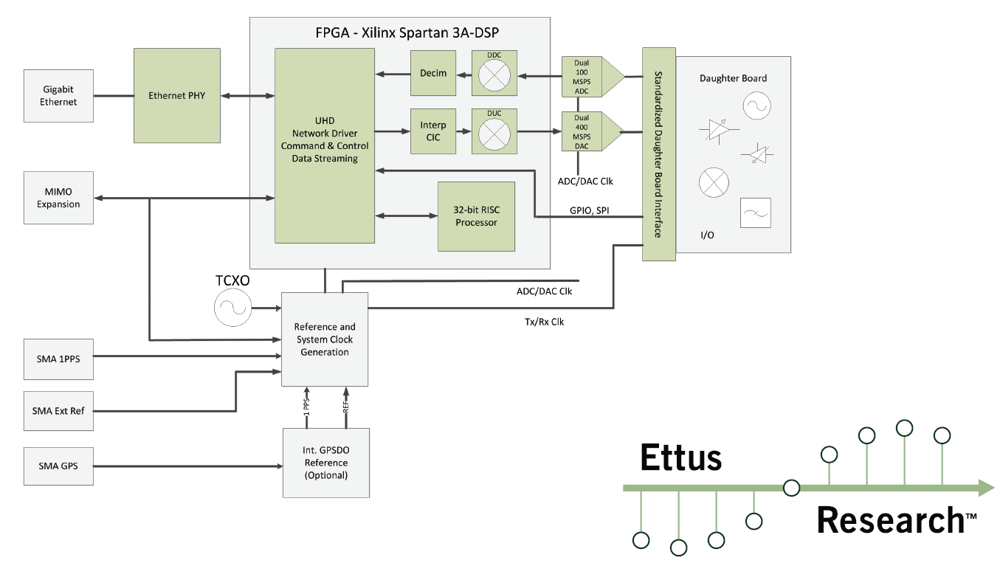 FPGA - Xilinx Spartan 3A-DSP
Gigabit
Ethernet
Ethernet PHY
UHD
Network Driver
Command & Control
Data Streaming
Decim
DDC
Dual
100
MSPS
ADC
Interp
CIC
DUC
Dual
400
MSPS
DAC
ADC/DAC Clk
Standardized Daughter Board Interface
Daughter Board
I/O
MIMO
Expansion
32-bit RISC
Processor
GPIO, SPI
TCXO
ADC/DAC Clk
Tx/Rx Clk
Reference and
System Clock
Generation
SMA 1PPS
SMA Ext Ref
1 PPS
REF
SMA GPS
Int. GPSDO
Reference
(Optional)
Ettus
Research™